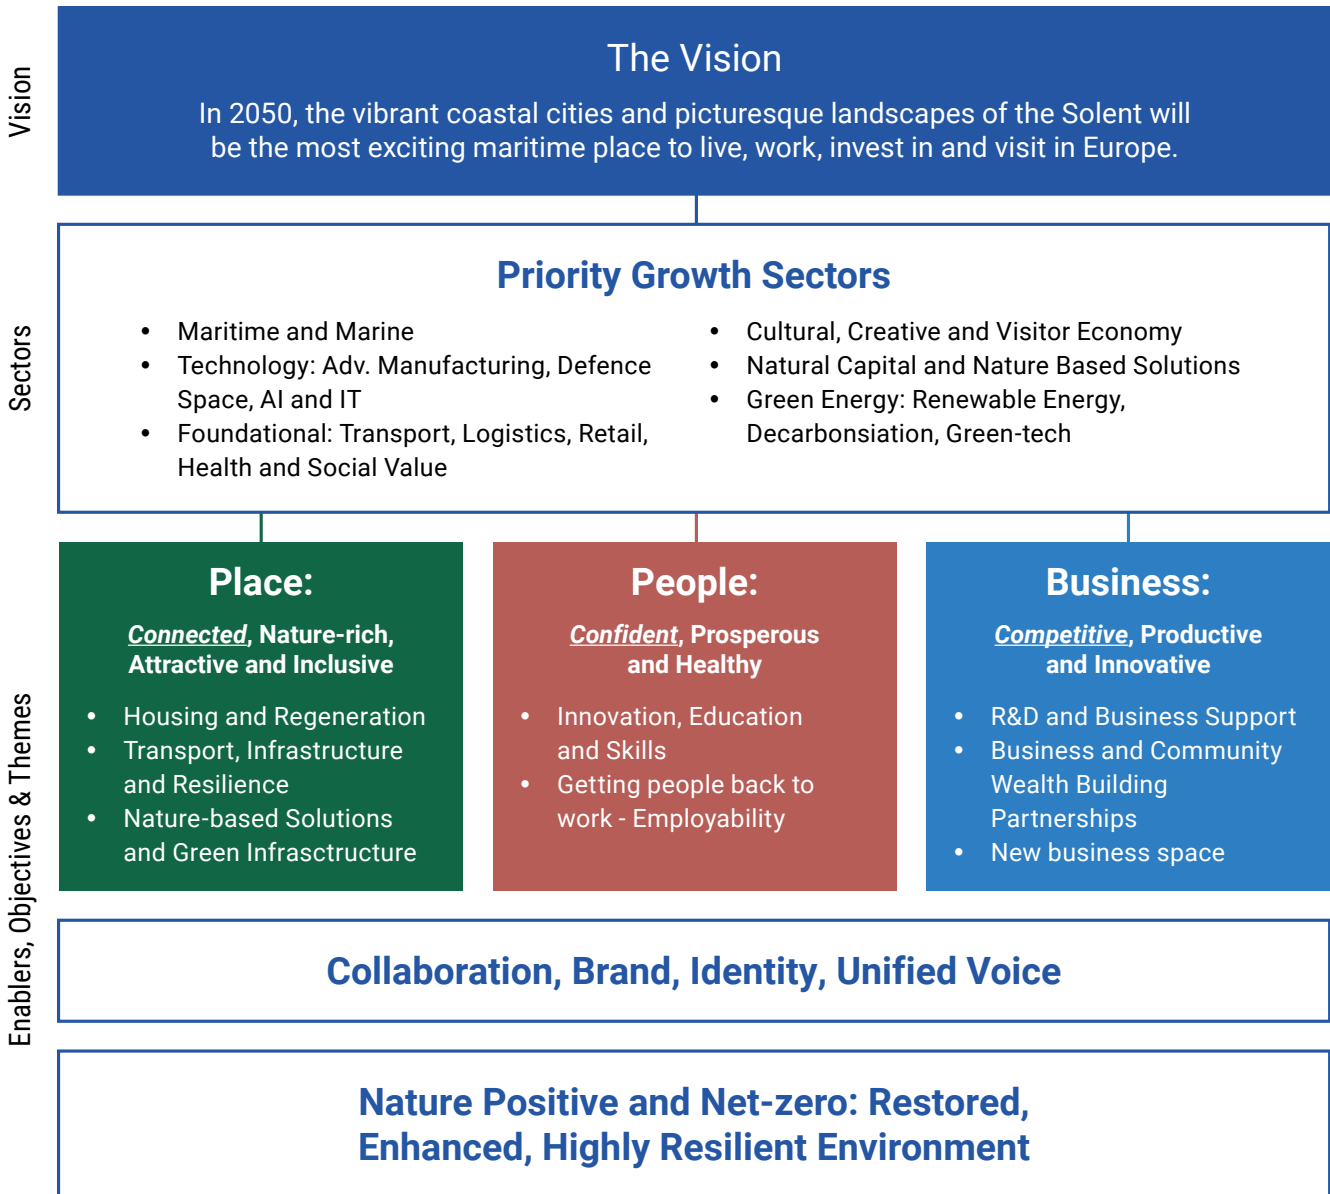 Vision
The Vision
In 2050, the vibrant coastal cities and picturesque landscapes of the Solent will
be the most exciting maritime place to live, work, invest in and visit in Europe.
Sectors
Priority Growth Sectors
• Maritime and Marine
• Technology: Adv. Manufacturing, Defence
Space, AI and IT
• Foundational: Transport, Logistics, Retail,
Health and Social Value
• Cultural, Creative and Visitor Economy
• Natural Capital and Nature Based Solutions
• Green Energy: Renewable Energy,
Decarbonsiation, Green-tech
Enablers, Objectives & Themes
Place:
Connected, Nature-rich,
Attractive and Inclusive
• Housing and Regeneration
• Transport, Infrastructure
and Resilience
• Nature-based Solutions
and Green Infrasctructure
People:
Confident, Prosperous
and Healthy
• Innovation, Education
and Skills
• Getting people back to
work - Employability
Business:
Competitive, Productive
and Innovative
• R&D and Business Support
• Business and Community
Wealth Building
Partnerships
• New business space
Collaboration, Brand, Identity, Unified Voice
Nature Positive and Net-zero: Restored,
Enhanced, Highly Resilient Environment